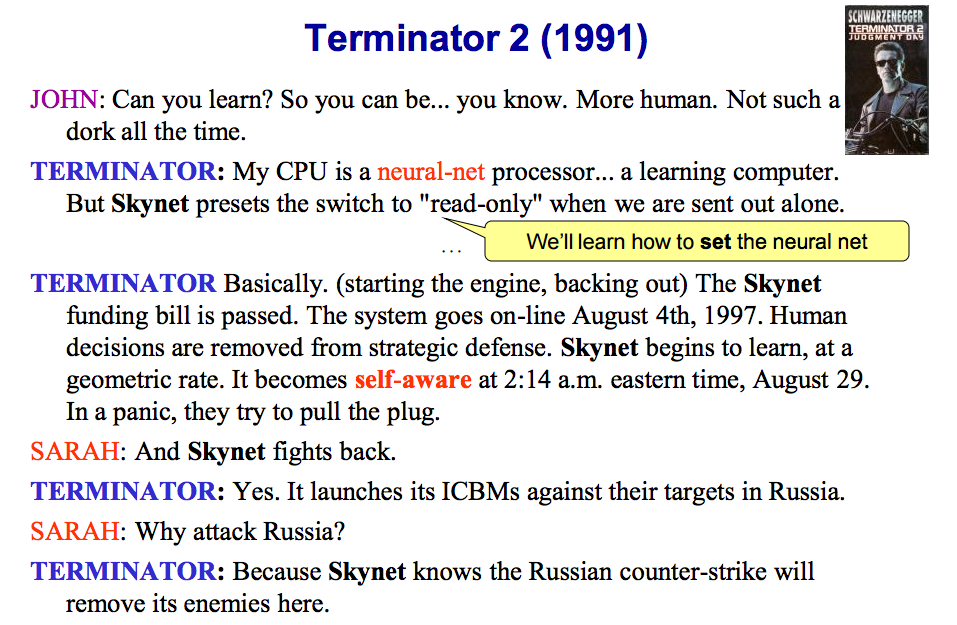 Terminator 2 (1991)
SCHWARZENEGGER
TERMINATOR 2
JUDGMENT DAY
JOHN: Can you learn? So you can be... you know. More human. Not such a
dork all the time.
TERMINATOR: My CPU is a neural-net processor... a learning computer.
But Skynet presets the switch to "read-only" when we are sent out alone.
We'll learn how to set the neural net
…
TERMINATOR Basically. (starting the engine, backing out) The Skynet
funding bill is passed. The system goes on-line August 4th, 1997. Human
decisions are removed from strategic defense. Skynet begins to learn, at a
geometric rate. It becomes self-aware at 2:14 a.m. eastern time, August 29.
In a panic, they try to pull the plug.
SARAH: And Skynet fights back.
TERMINATOR: Yes. It launches its ICBMs against their targets in Russia.
SARAH: Why attack Russia?
TERMINATOR: Because Skynet knows the Russian counter-strike will
remove its enemies here.